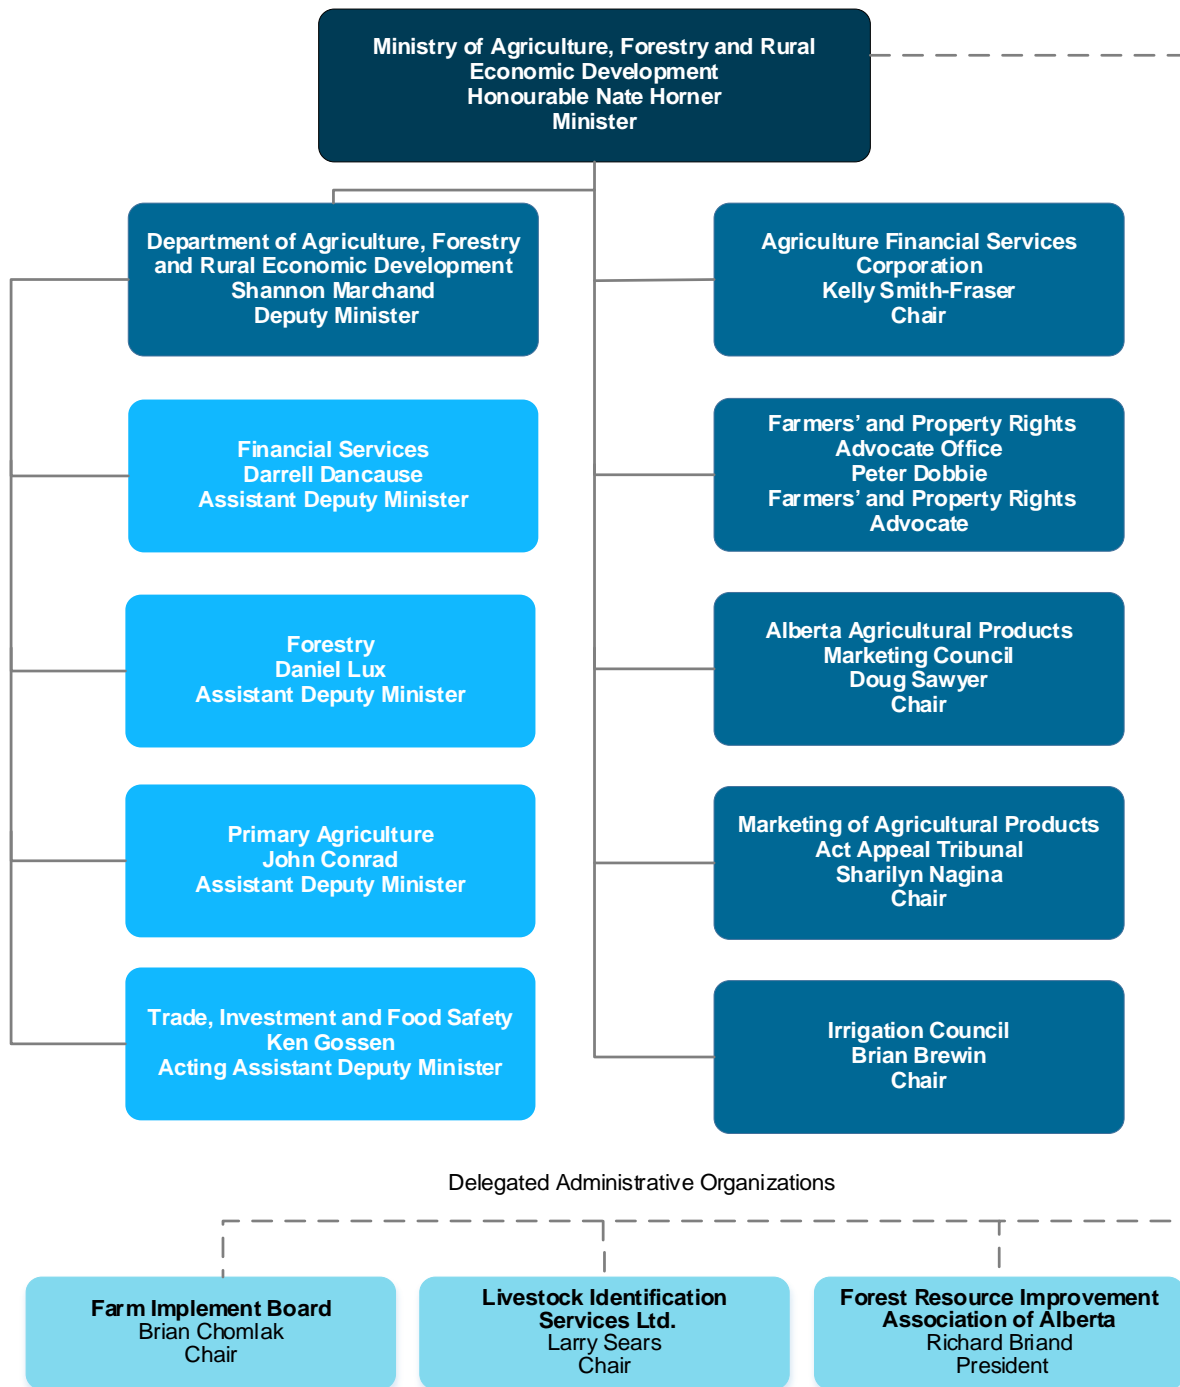 Ministry of Agriculture, Forestry and Rural
Economic Development
Honourable Nate Horner
Minister
Department of Agriculture, Forestry
and Rural Economic Development
Shannon Marchand
Deputy Minister
Financial Services
Darrell Dancause
Assistant Deputy Minister
Forestry
Daniel Lux
Assistant Deputy Minister
Primary Agriculture
John Conrad
Assistant Deputy Minister
Trade, Investment and Food Safety
Ken Gossen
Acting Assistant Deputy Minister
Agriculture Financial Services
Corporation
Kelly Smith-Fraser
Chair
Farmers’ and Property Rights
Advocate Office
Peter Dobbie
Farmers’ and Property Rights
Advocate
Alberta Agricultural Products
Marketing Council
Doug Sawyer
Chair
Marketing of Agricultural Products
Act Appeal Tribunal
Sharilyn Nagina
Chair
Irrigation Council
Brian Brewin
Chair
Delegated Administrative Organizations
Farm Implement Board
Brian Chomlak
Chair
Livestock Identification
Services Ltd.
Larry Sears
Chair
Forest Resource Improvement
Association of Alberta
Richard Briand
President